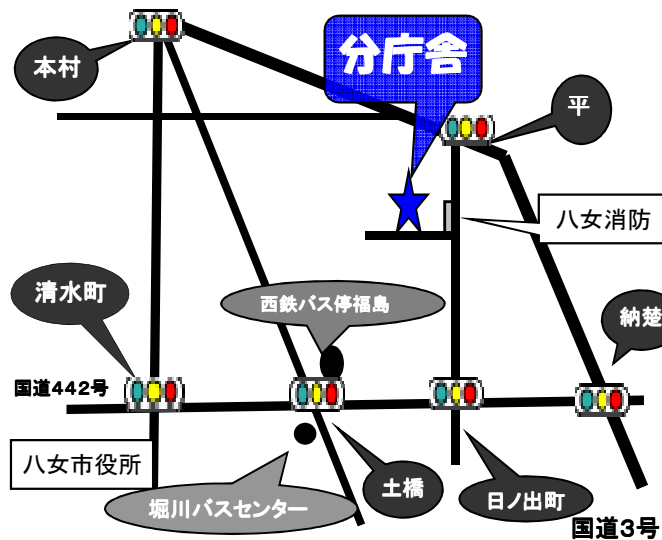 本村
分庁舎
平
八女消防
清水町
西鉄バス停福島
納楚
国道442号
八女市役所
堀川バスセンター
土橋
日ノ出町
国道3号